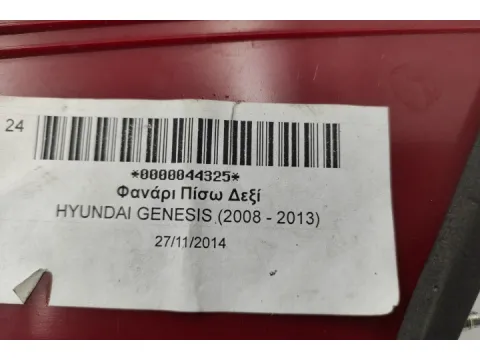 24
*0000044325*
Φανάρι Πίσω Δεξί
HYUNDAI GENESIS (2008 - 2013)
27/11/2014